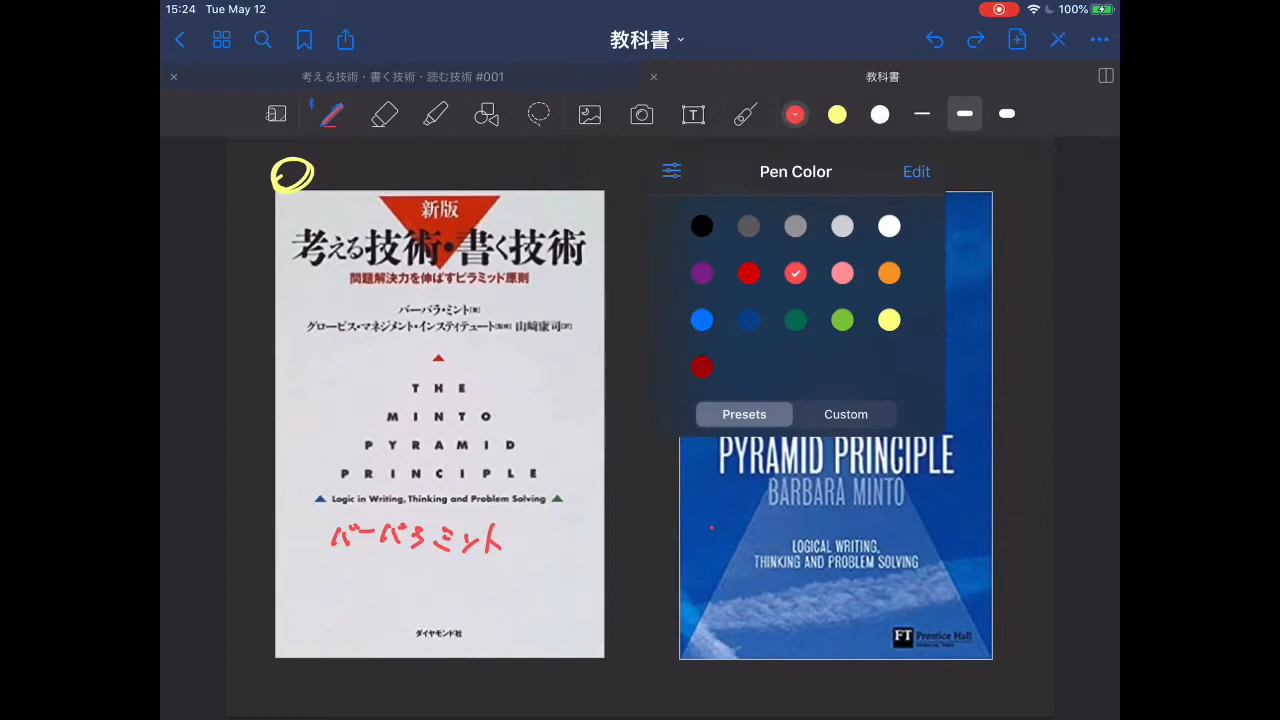 15:24 Tue May 12
100%
教科書
考える技術・書く技術・読む技術 #001
教科書
T
Pen Color
Edit
Presets
Custom
新版
考える技術・書く技術
問題解決力を伸ばすピラミッド原則
バーバラ・ミント[著]
グロービス・マネジメント・インスティテュート[監修] 山﨑康司[訳]
THE
MINTO
PYRAMID
PRINCIPLE
Logic in Writing, Thinking and Problem Solving
バーバラミント
ダイヤモンド社
PYRAMID PRINCIPLE
BARBARA MINTO
LOGICAL WRITING,
THINKING AND PROBLEM SOLVING
FT Prentice Hall